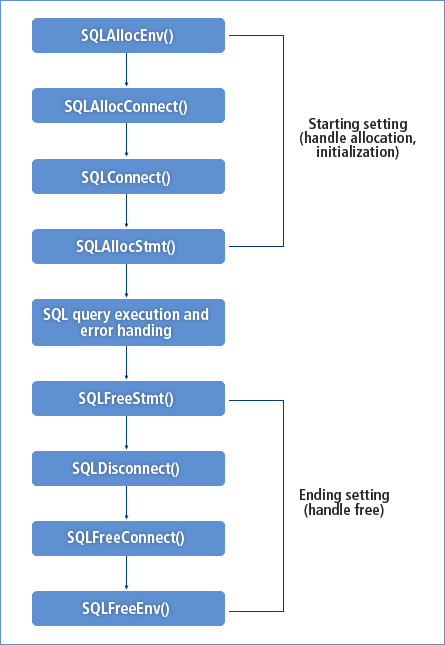 SQLAllocEnv()
SQLAllocConnect()
Starting setting
(handle allocation,
initialization)
SQLConnect()
SQLAllocStmt()
SQL query execution and
error handing
SQLFreeStmt()
SQLDisconnect()
Ending setting
(handle free)
SQLFreeConnect()
SQLFreeEnv()